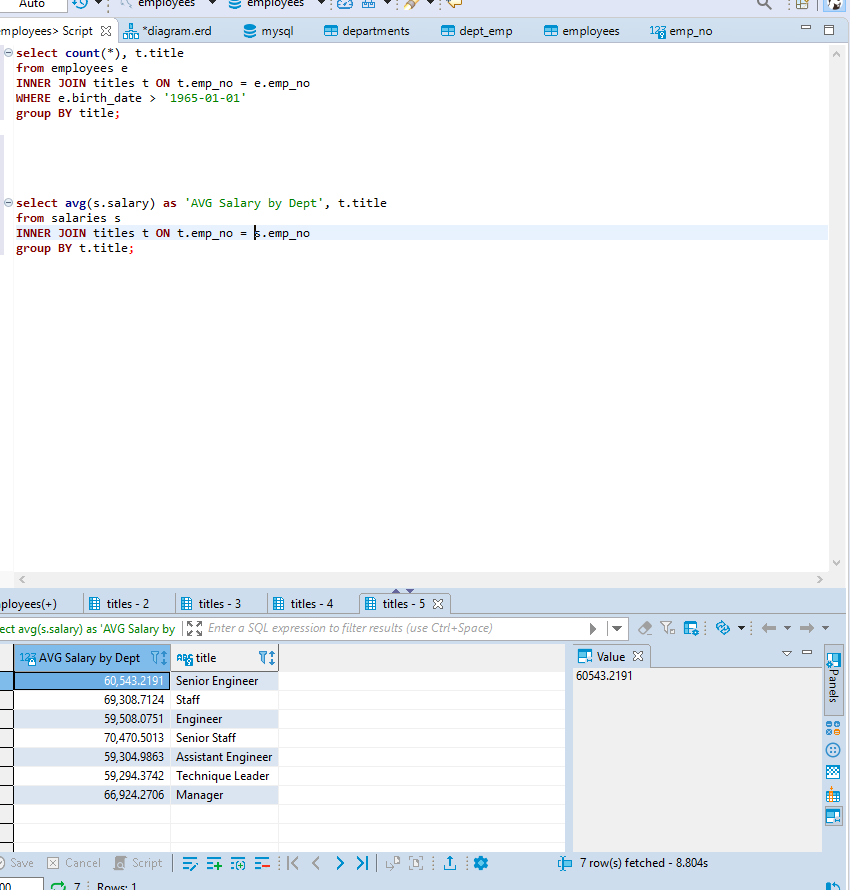 Auto employees employees
employees> Script *diagram.erd mysql departments dept_emp employees 123 emp_no
select count(*), t.title
from employees e
INNER JOIN titles t ON t.emp_no = e.emp_no
WHERE e.birth_date > '1965-01-01'
group BY title;
select avg(s.salary) as 'AVG Salary by Dept', t.title
from salaries s
INNER JOIN titles t ON t.emp_no = s.emp_no
group BY t.title;
ployees(+) titles - 2 titles - 3 titles - 4 titles - 5
ect avg(s.salary) as 'AVG Salary by Enter a SQL expression to filter results (use Ctrl+Space)
123 AVG Salary by Dept ABC title Value
60,543.2191 Senior Engineer 60543.2191
69,308.7124 Staff
59,508.0751 Engineer
70,470.5013 Senior Staff
59,304.9863 Assistant Engineer
59,294.3742 Technique Leader
66,924.2706 Manager
Panels
Save Cancel Script 7 row(s) fetched - 8.804s
00 7 Rows: 1